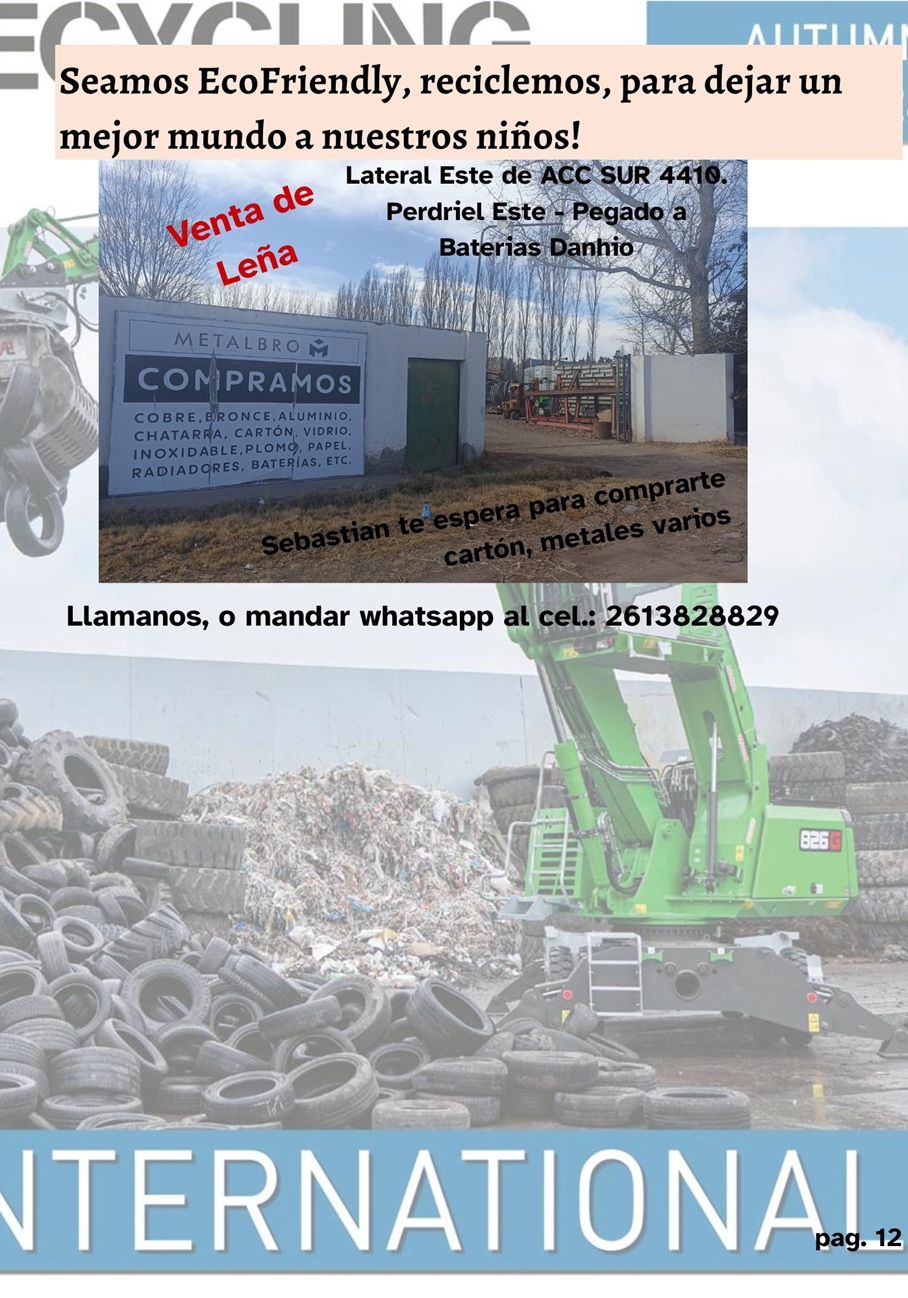 ECYCLING
AUTUMN
Seamos EcoFriendly, reciclemos, para dejar un
mejor mundo a nuestros niños!
Lateral Este de ACC SUR 4410.
Perdriel Este - Pegado a
Baterias Danhio
Venta de
Leña
METALBRO
COMPRAMOS
COBRE,BRONCE,ALUMINIO,
CHATARRA, CARTÓN, VIDRIO,
INOXIDABLE,PLOMO, PAPEL,
RADIADORES, BATERÍAS, ETC.
Sebastian te espera para comprarte
cartón, metales varios
Llamanos, o mandar whatsapp al cel.: 2613828829
826G
NTERNATIONAL
pag. 12